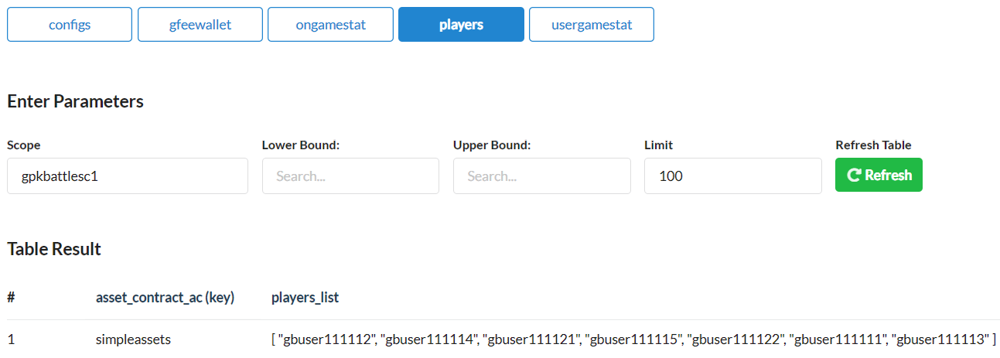 configs gfeewallet ongamestat players usergamestat
Enter Parameters
Scope Lower Bound: Upper Bound: Limit Refresh Table
gpkbattlesc1 Search... Search... 100 Refresh
Table Result
# asset_contract_ac (key) players_list
1 simpleassets [ "gbuser111112", "gbuser111114", "gbuser111121", "gbuser111115", "gbuser111122", "gbuser111111", "gbuser111113" ]